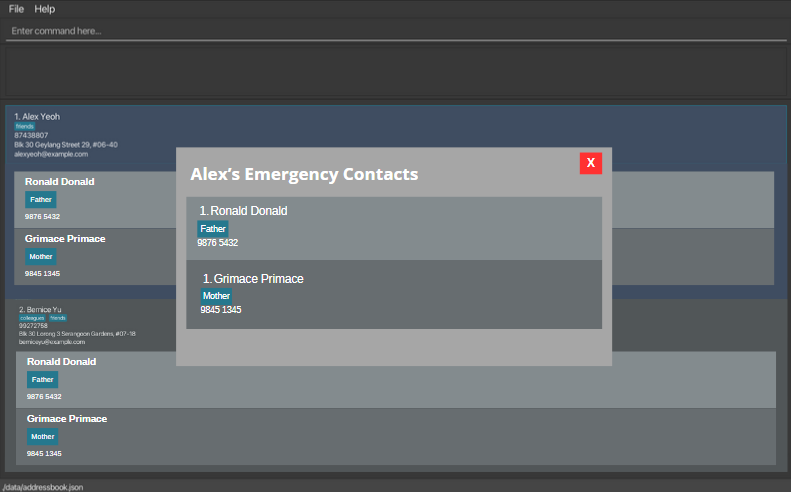 File Help
Enter command here...
1. Alex Yeoh
friends
87438807
Blk 30 Geylang Street 29, #06-40
alexyeoh@example.com
Ronald Donald
Father
9876 5432
Grimace Primace
Mother
9845 1345
Alex's Emergency Contacts
X
1. Ronald Donald
Father
9876 5432
1. Grimace Primace
Mother
9845 1345
2. Bernice Yu
colleagues friends
99272758
Blk 30 Lorong 3 Serangoon Gardens, #07-18
berniceyu@example.com
Ronald Donald
Father
9876 5432
Grimace Primace
Mother
9845 1345
./data/addressbook.json